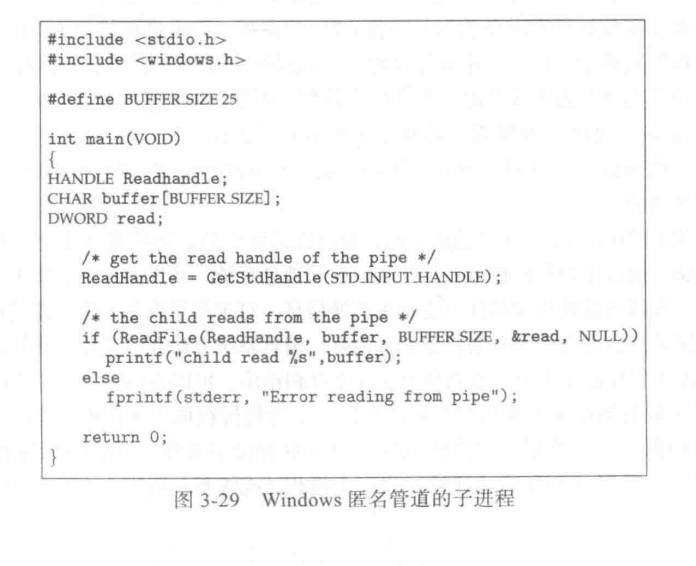 #include <stdio.h>
#include <windows.h>
#define BUFFER_SIZE 25
int main(VOID)
{
HANDLE Readhandle;
CHAR buffer[BUFFER_SIZE];
DWORD read;
/* get the read handle of the pipe */
ReadHandle = GetStdHandle(STD_INPUT_HANDLE);
/* the child reads from the pipe */
if (ReadFile(ReadHandle, buffer, BUFFER_SIZE, &read, NULL))
printf("child read %s",buffer);
else
fprintf(stderr, "Error reading from pipe");
return 0;
}
图 3-29 Windows 匿名管道的子进程